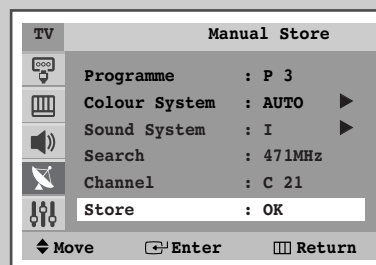 TV Manual Store
Programme : P 3
Colour System : AUTO
Sound System : I
Search : 471MHz
Channel : C 21
Store : OK
Move Enter Return